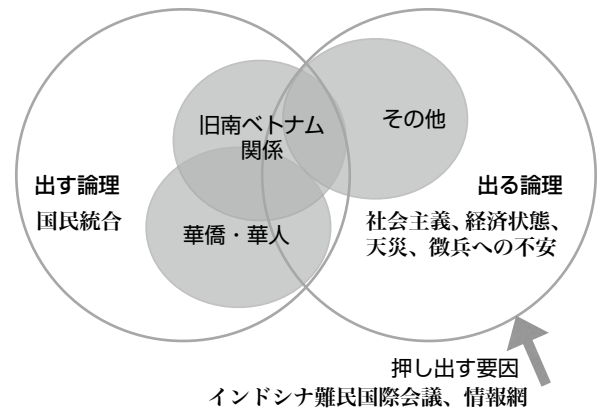 旧南ベトナム
関係
その他
出す論理
国民統合
華僑・華人
出る論理
社会主義、経済状態、
天災、徴兵への不安
押し出す要因
インドシナ難民国際会議、情報網